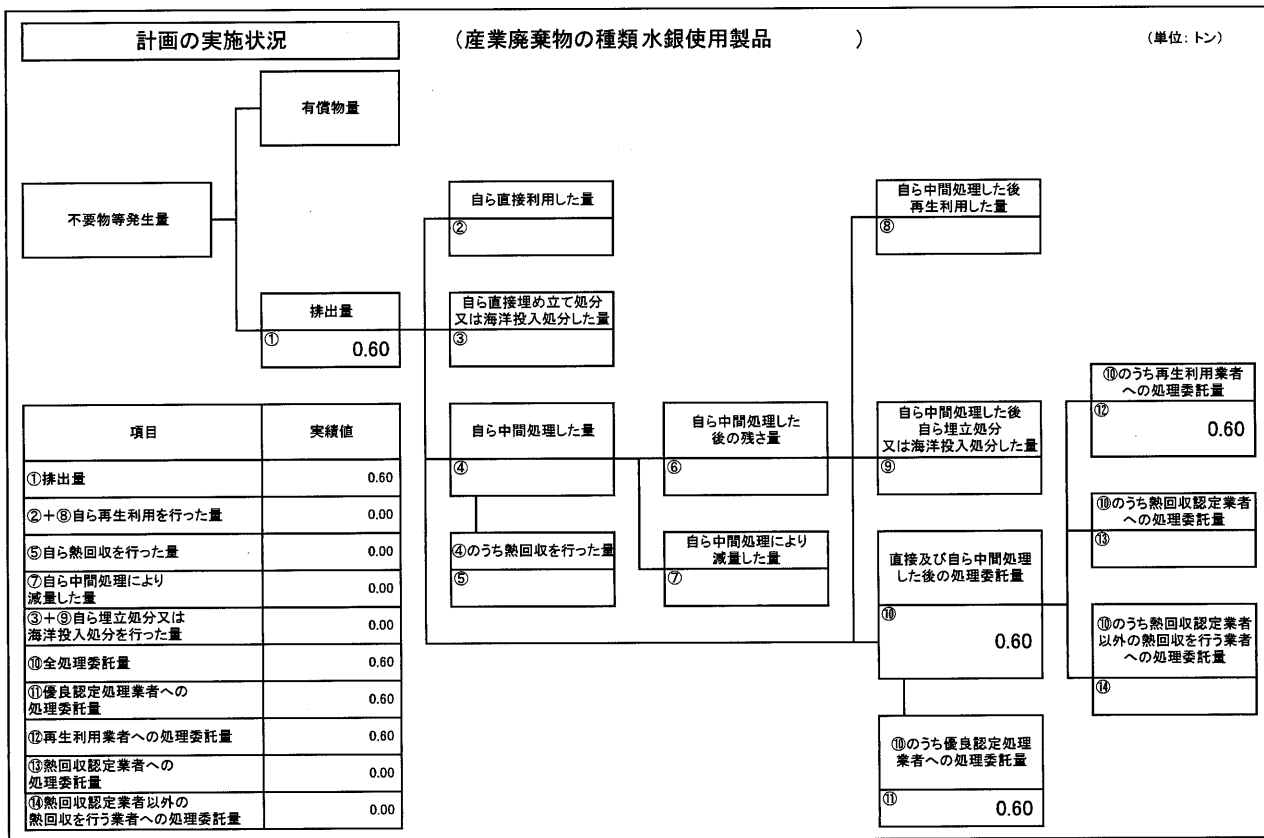 計画の実施状況
（産業廃棄物の種類 水銀使用製品　　　）
（単位：トン）
有償物量
不要物等発生量
自ら直接利用した量
②
自ら中間処理した後
再生利用した量
⑧
排出量
①
0.60
自ら直接埋め立て処分
又は海洋投入処分した量
③
⑩のうち再生利用業者
への処理委託量
⑫
0.60
自ら中間処理した量
④
自ら中間処理した
後の残さ量
⑥
自ら中間処理した後
自ら埋立処分
又は海洋投入処分した量
⑨
⑩のうち熱回収認定業者
への処理委託量
⑬
④のうち熱回収を行った量
⑤
自ら中間処理により
減量した量
⑦
直接及び自ら中間処理
した後の処理委託量
⑩
0.60
⑩のうち熱回収認定業者
以外の熱回収を行う業者
への処理委託量
⑭
⑩のうち優良認定処理
業者への処理委託量
⑪
0.60
項目 実績値
①排出量 0.60
②＋⑧自ら再生利用を行った量 0.00
⑤自ら熱回収を行った量 0.00
⑦自ら中間処理により
減量した量 0.00
③＋⑨自ら埋立処分又は
海洋投入処分を行った量 0.00
⑩全処理委託量 0.60
⑪優良認定処理業者への
処理委託量 0.60
⑫再生利用業者への処理委託量 0.60
⑬熱回収認定業者への
処理委託量 0.00
⑭熱回収認定業者以外の
熱回収を行う業者への処理委託量 0.00